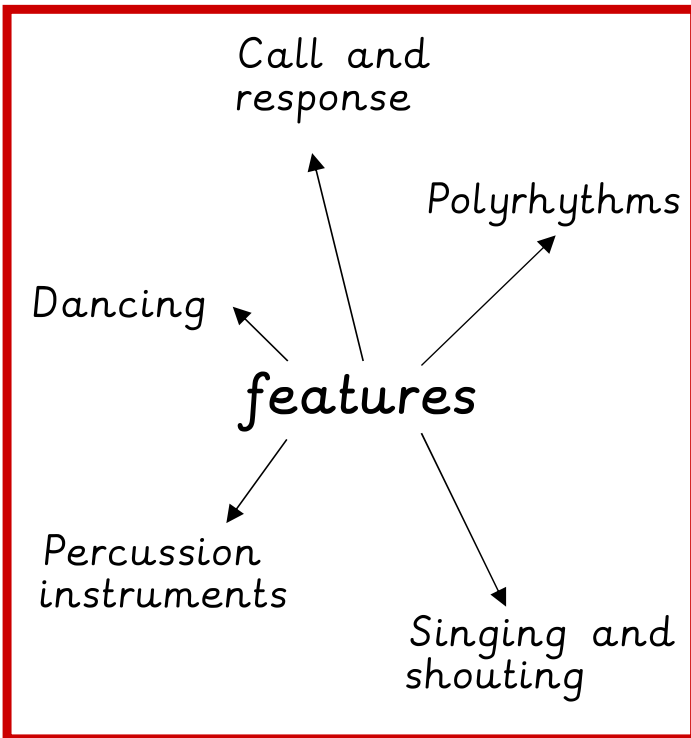 Call and
response
Polyrhythms
Dancing
features
Percussion
instruments
Singing and
shouting